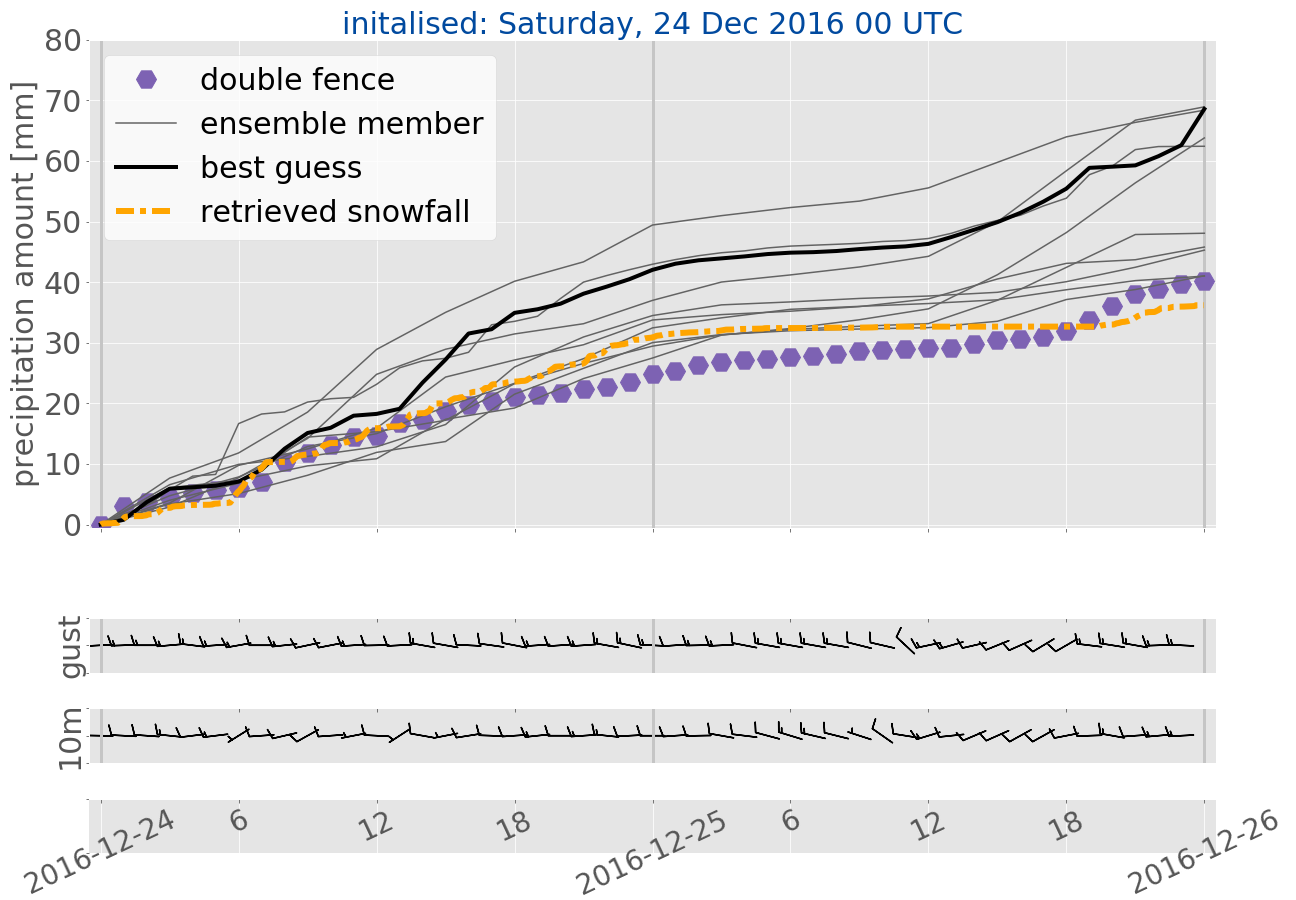 initalised: Saturday, 24 Dec 2016 00 UTC
precipitation amount [mm]
80
70
60
50
40
30
20
10
0
double fence
ensemble member
best guess
retrieved snowfall
gust
10m
2016-12-24
6
12
18
2016-12-25
6
12
18
2016-12-26